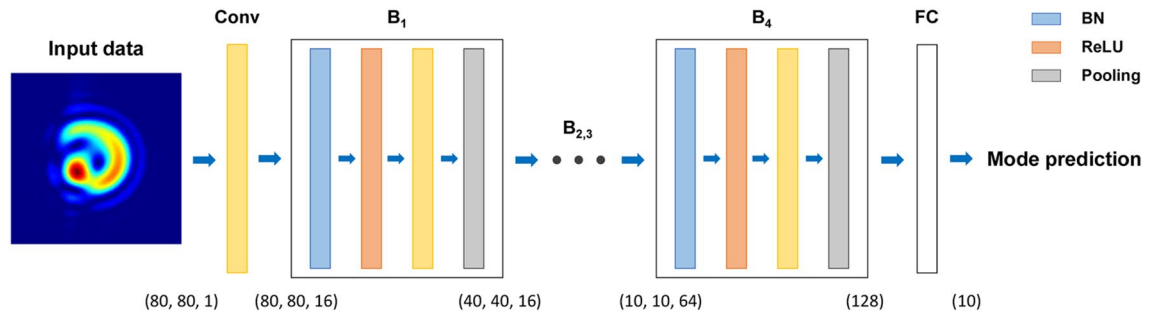 Input data
Conv
B1
B2,3
B4
FC
BN
ReLU
Pooling
Mode prediction
(80, 80, 1)
(80, 80, 16)
(40, 40, 16)
(10, 10, 64)
(128)
(10)